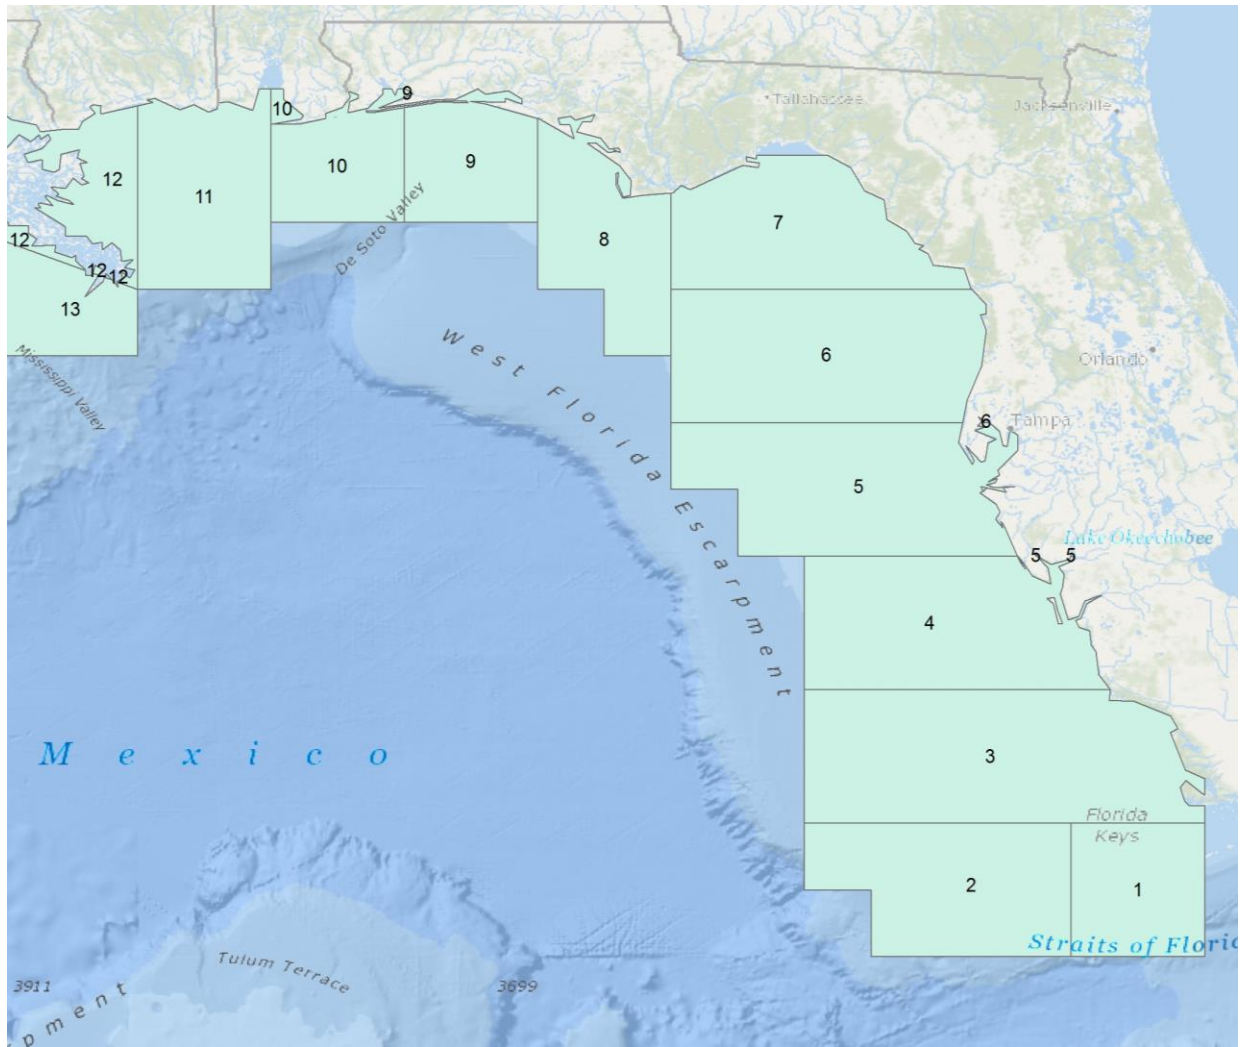 9
Tallahassee
Jacksonville
10
12
10
9
11
7
12
De Soto Valley
8
12
12
13
6
Orlando
Mississippi Valley
West Florida Escarpment
6
Tampa
5
Lake Okeechobee
5
5
4
Mexico
3
Florida
Keys
2
1
Straits of Floric
Tulum Terrace
3911
3699
pment